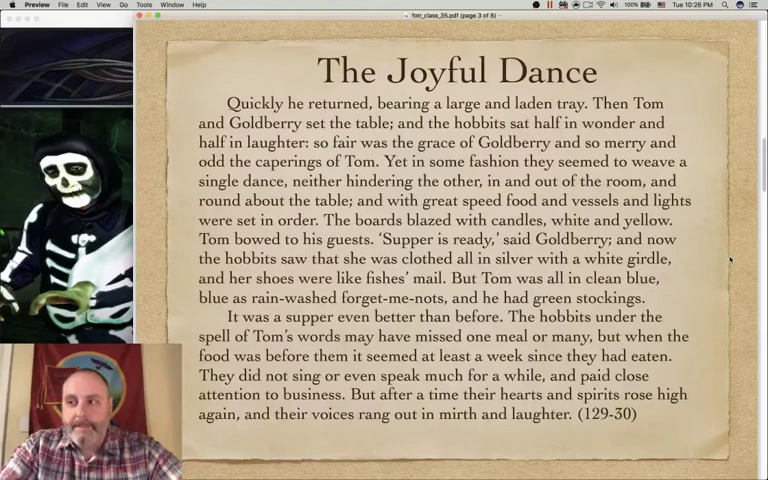 Preview File Edit View Go Tools Window Help
100% Tue 10:26 PM
fotr_class_35.pdf (page 3 of 8)
The Joyful Dance
Quickly he returned, bearing a large and laden tray. Then Tom
and Goldberry set the table; and the hobbits sat half in wonder and
half in laughter: so fair was the grace of Goldberry and so merry and
odd the caperings of Tom. Yet in some fashion they seemed to weave a
single dance, neither hindering the other, in and out of the room, and
round about the table; and with great speed food and vessels and lights
were set in order. The boards blazed with candles, white and yellow.
Tom bowed to his guests. ‘Supper is ready,’ said Goldberry; and now
the hobbits saw that she was clothed all in silver with a white girdle,
and her shoes were like fishes’ mail. But Tom was all in clean blue,
blue as rain-washed forget-me-nots, and he had green stockings.
It was a supper even better than before. The hobbits under the
spell of Tom’s words may have missed one meal or many, but when the
food was before them it seemed at least a week since they had eaten.
They did not sing or even speak much for a while, and paid close
attention to business. But after a time their hearts and spirits rose high
again, and their voices rang out in mirth and laughter. (129-30)